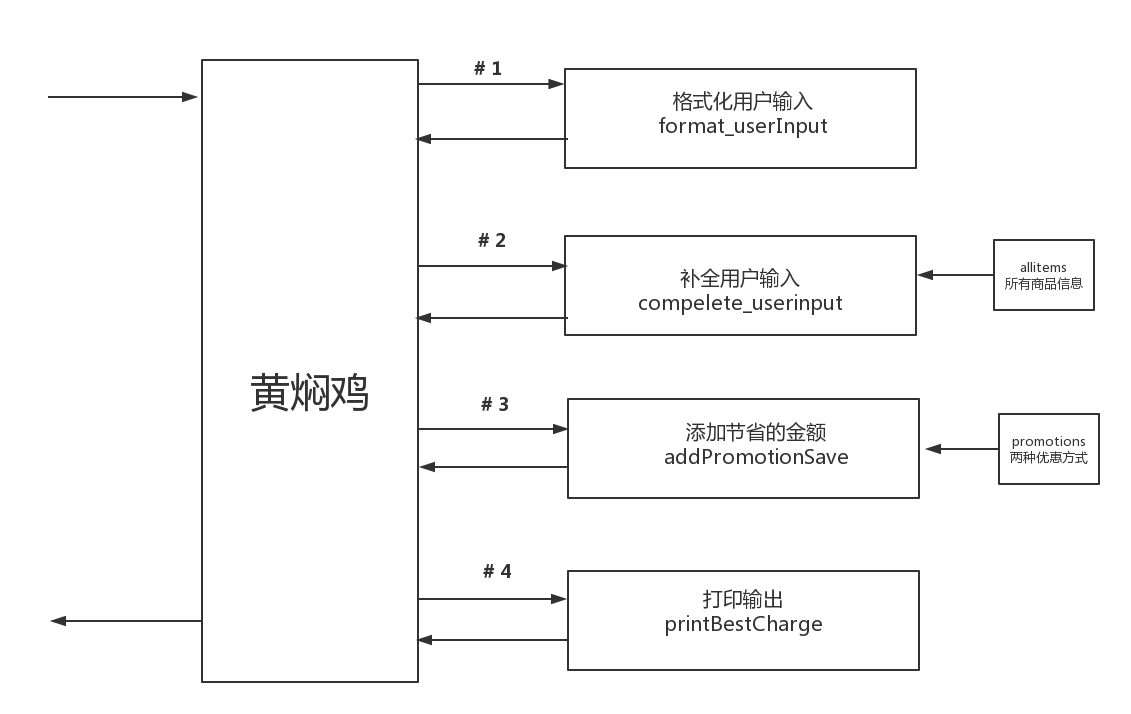 # 1
格式化用户输入
format_userInput
# 2
补全用户输入
compelete_userinput
allitems
所有商品信息
黄焖鸡
# 3
添加节省的金额
addPromotionSave
promotions
两种优惠方式
# 4
打印输出
printBestCharge